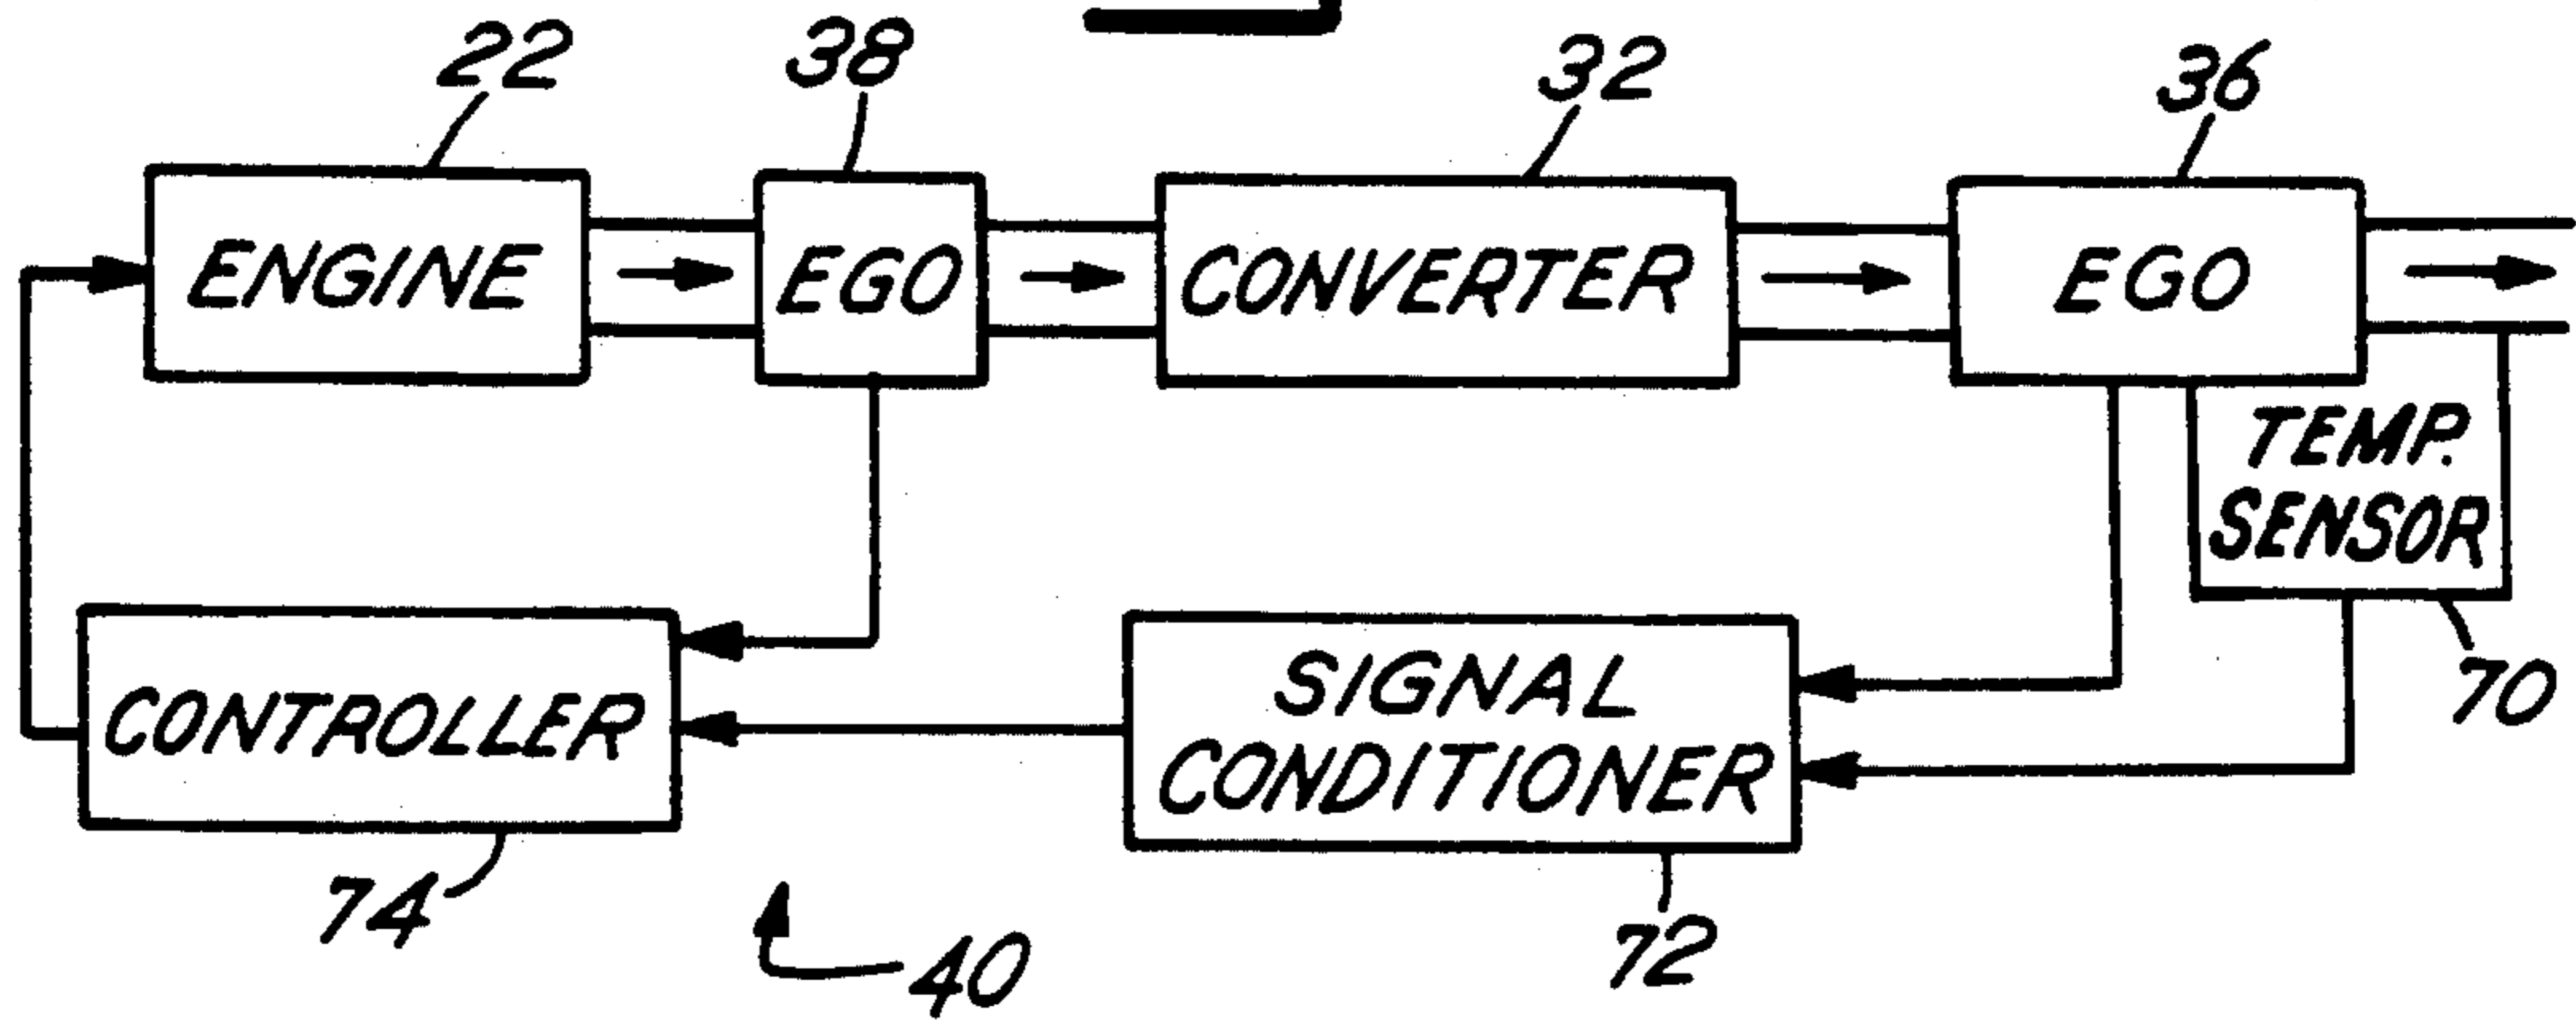 22
38
32
36
ENGINE
EGO
CONVERTER
EGO
TEMP.
SENSOR
70
CONTROLLER
SIGNAL
CONDITIONER
74
40
72